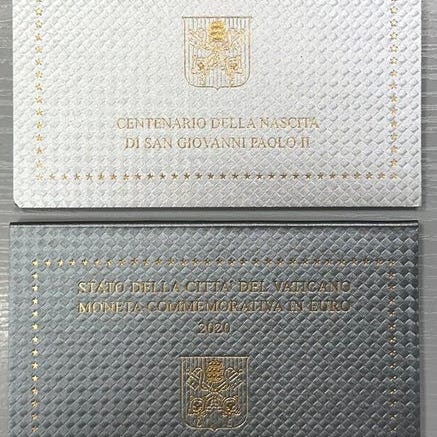 CENTENARIO DELLA NASCITA
DI SAN GIOVANNI PAOLO II
STATO DELLA CITTA' DEL VATICANO
MONETA COMMEMORATIVA IN EURO
2020